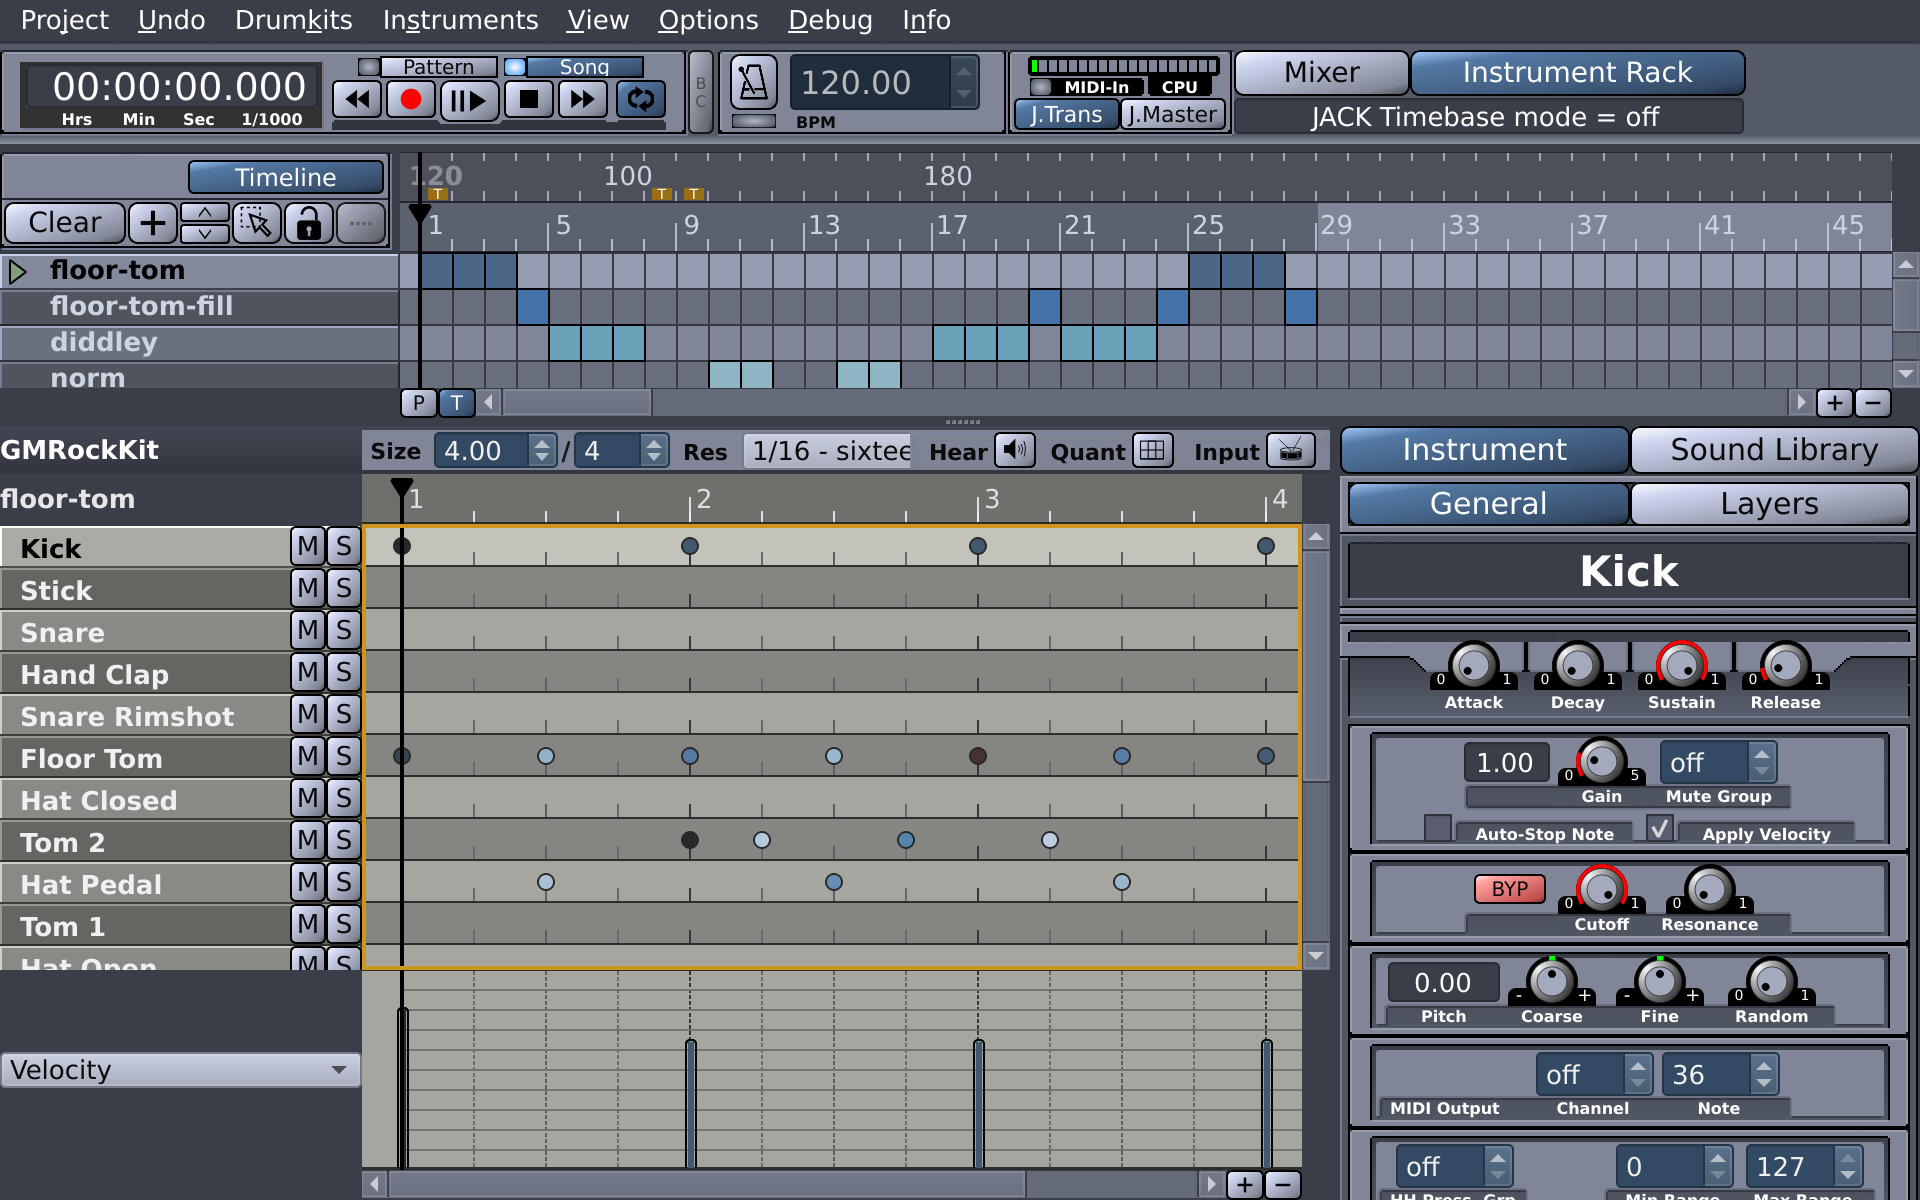 Project Undo Drumkits Instruments View Options Debug Info
00:00:00.000
Hrs Min Sec 1/1000
Pattern Song
B C
120.00
BPM
MIDI-In CPU
J.Trans J.Master
Mixer Instrument Rack
JACK Timebase mode = off
Timeline
120 100 180
T T T
Clear
1 5 9 13 17 21 25 29 33 37 41 45
floor-tom
floor-tom-fill
diddley
norm
P T
GMRockKit
Size 4.00 / 4 Res 1/16 - sixtee Hear Quant Input
floor-tom
1 2 3 4
Kick M S
Stick M S
Snare M S
Hand Clap M S
Snare Rimshot M S
Floor Tom M S
Hat Closed M S
Tom 2 M S
Hat Pedal M S
Tom 1 M S
Hat Open M S
Velocity
Instrument Sound Library
General Layers
Kick
0 1 0 1 0 1 0 1
Attack Decay Sustain Release
1.00 0 5 off
Gain Mute Group
Auto-Stop Note Apply Velocity
BYP 0 1 0 1
Cutoff Resonance
0.00 - + - + 0 1
Pitch Coarse Fine Random
off 36
MIDI Output Channel Note
off 0 127
HH Press. Grp Min Range Max Range